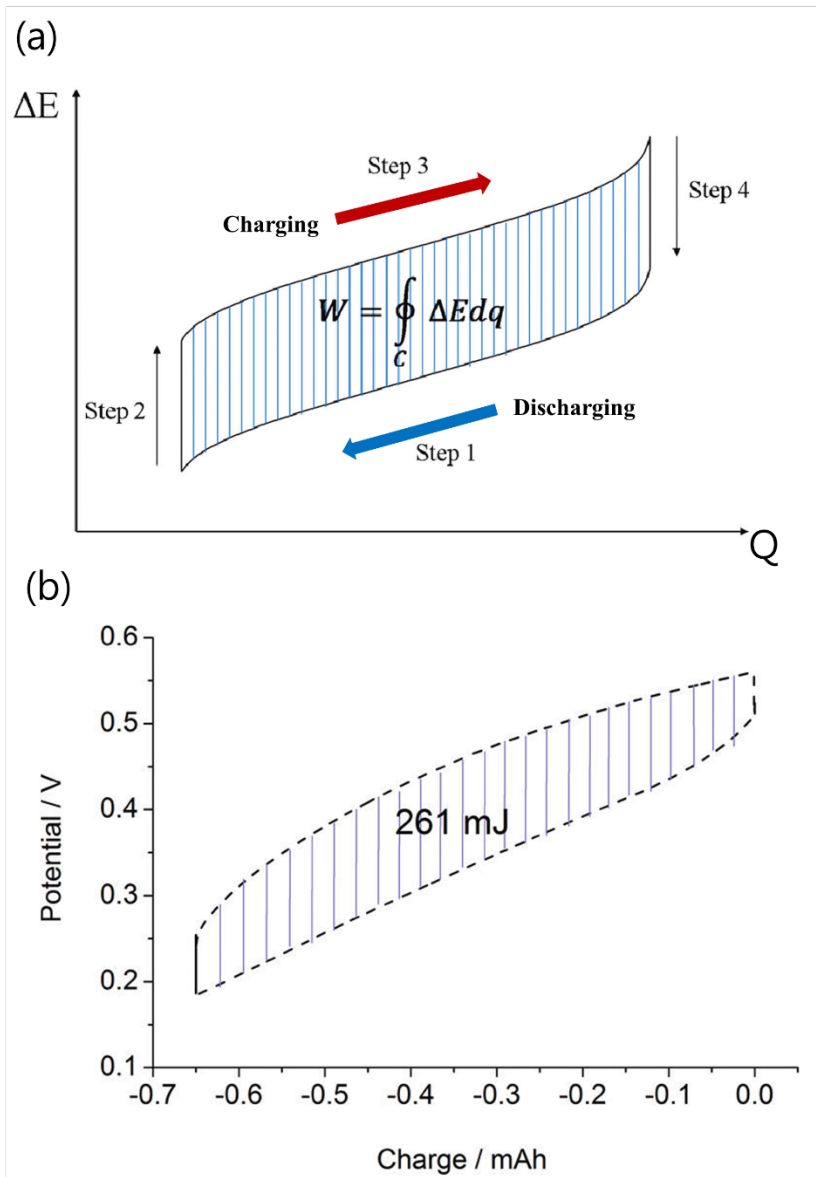 (a)
ΔE
Step 3
Charging
Step 4
W = ∮ ΔEdq
C
Step 2
Discharging
Step 1
Q
(b)
0.6
0.5
0.4
0.3
0.2
0.1
Potential / V
261 mJ
-0.7 -0.6 -0.5 -0.4 -0.3 -0.2 -0.1 0.0
Charge / mAh